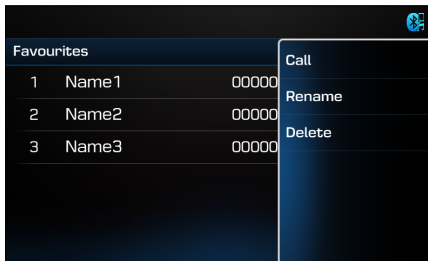 Favourites
1 Name1 00000
2 Name2 00000
3 Name3 00000
Call
Rename
Delete